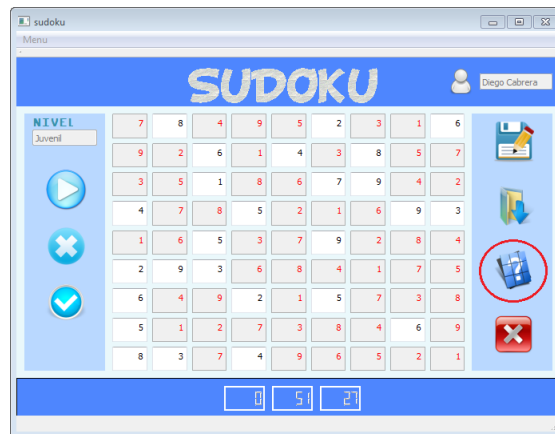 sudoku
Menu
SUDOKU
Diego Cabrera
NIVEL
Juvenil
7 8 4 9 5 2 3 1 6
9 2 6 1 4 3 8 5 7
3 5 1 8 6 7 9 4 2
4 7 8 5 2 1 6 9 3
1 6 5 3 7 9 2 8 4
2 9 3 6 8 4 1 7 5
6 4 9 2 1 5 7 3 8
5 1 2 7 3 8 4 6 9
8 3 7 4 9 6 5 2 1
?
0 51 27